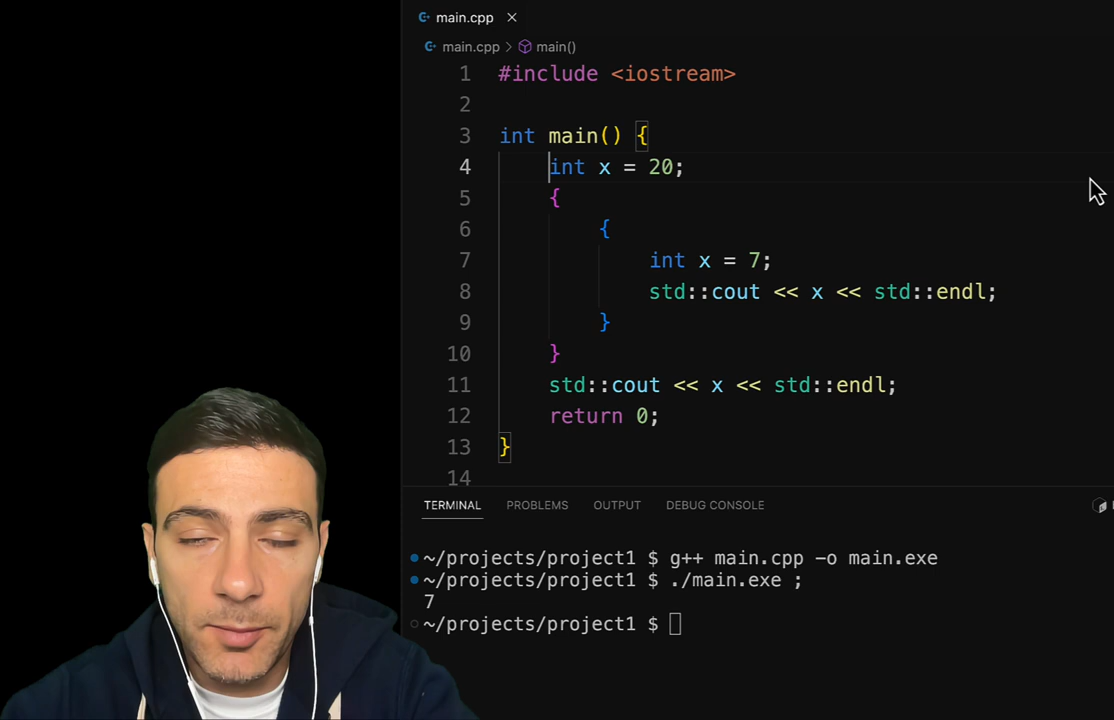 main.cpp
main.cpp > main()
1 #include <iostream>
2
3 int main() {
4 int x = 20;
5 {
6 {
7 int x = 7;
8 std::cout << x << std::endl;
9 }
10 }
11 std::cout << x << std::endl;
12 return 0;
13 }
14
TERMINAL PROBLEMS OUTPUT DEBUG CONSOLE
~/projects/project1 $ g++ main.cpp -o main.exe
~/projects/project1 $ ./main.exe ;
7
~/projects/project1 $